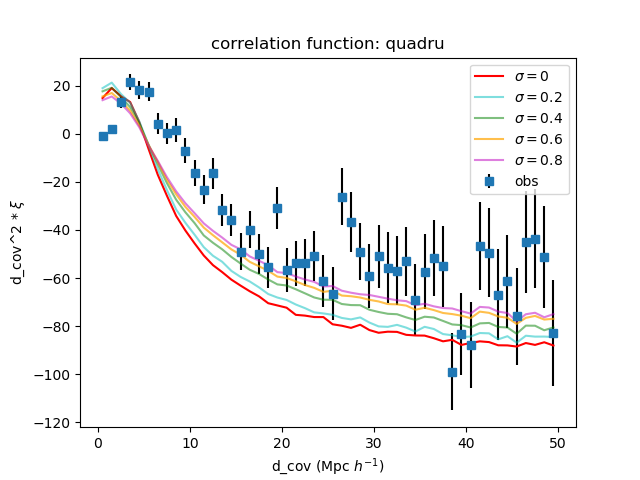 correlation function: quadru
d_cov^2 * ξ
20
0
−20
−40
−60
−80
−100
−120
0 10 20 30 40 50
d_cov (Mpc h⁻¹)
σ = 0
σ = 0.2
σ = 0.4
σ = 0.6
σ = 0.8
obs